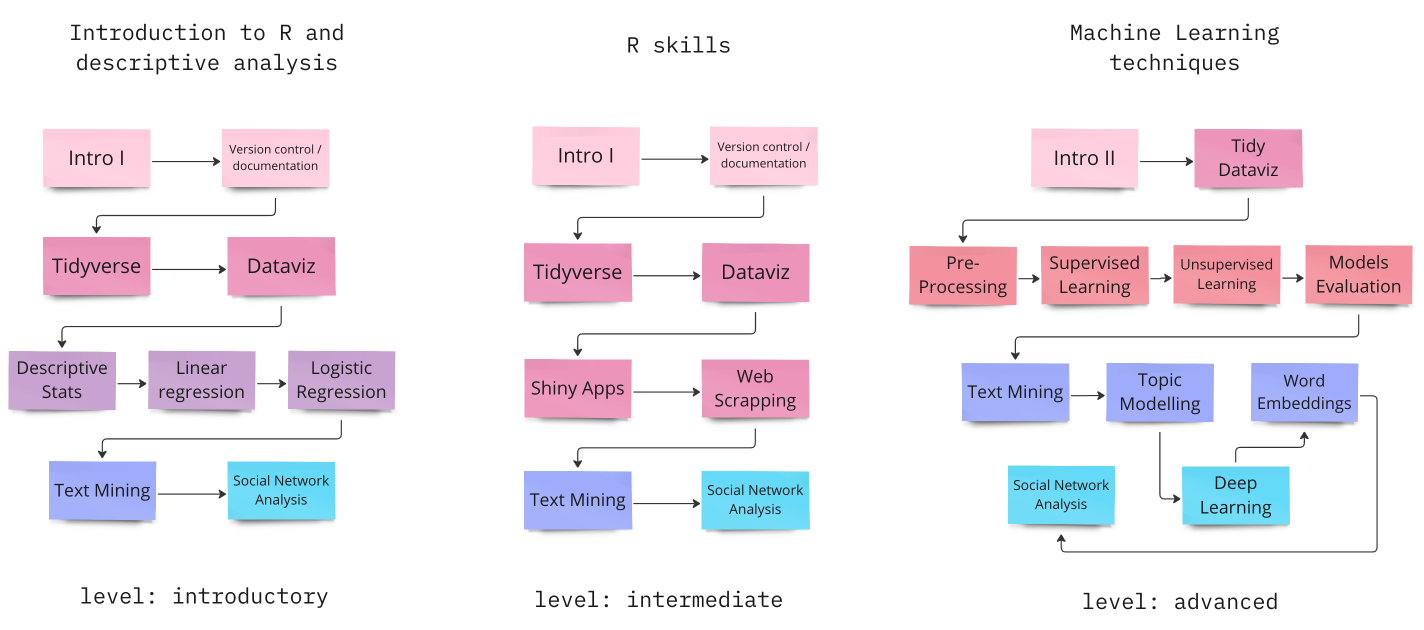 Introduction to R and
descriptive analysis
Intro I
Version control /
documentation
Tidyverse
Dataviz
Descriptive
Stats
Linear
regression
Logistic
Regression
Text Mining
Social Network
Analysis
level: introductory
R skills
Intro I
Version control /
documentation
Tidyverse
Dataviz
Shiny Apps
Web
Scrapping
Text Mining
Social Network
Analysis
level: intermediate
Machine Learning
techniques
Intro II
Tidy
Dataviz
Pre-
Processing
Supervised
Learning
Unsupervised
Learning
Models
Evaluation
Text Mining
Topic
Modelling
Word
Embeddings
Social Network
Analysis
Deep
Learning
level: advanced